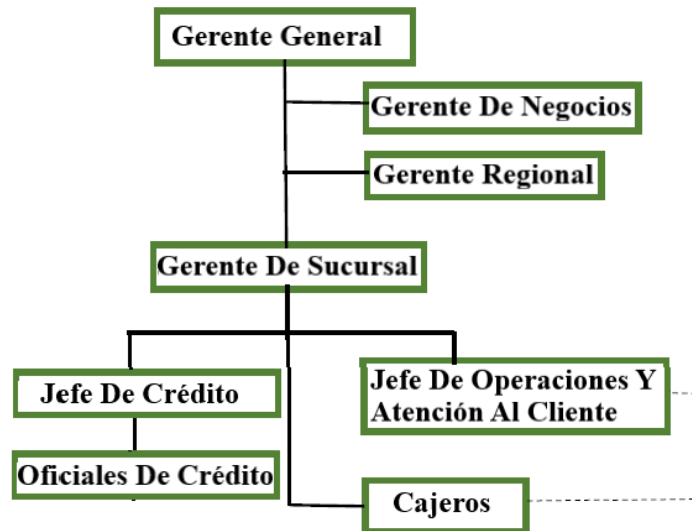 Gerente General
Gerente De Negocios
Gerente Regional
Gerente De Sucursal
Jefe De Crédito
Jefe De Operaciones Y
Atención Al Cliente
Oficiales De Crédito
Cajeros